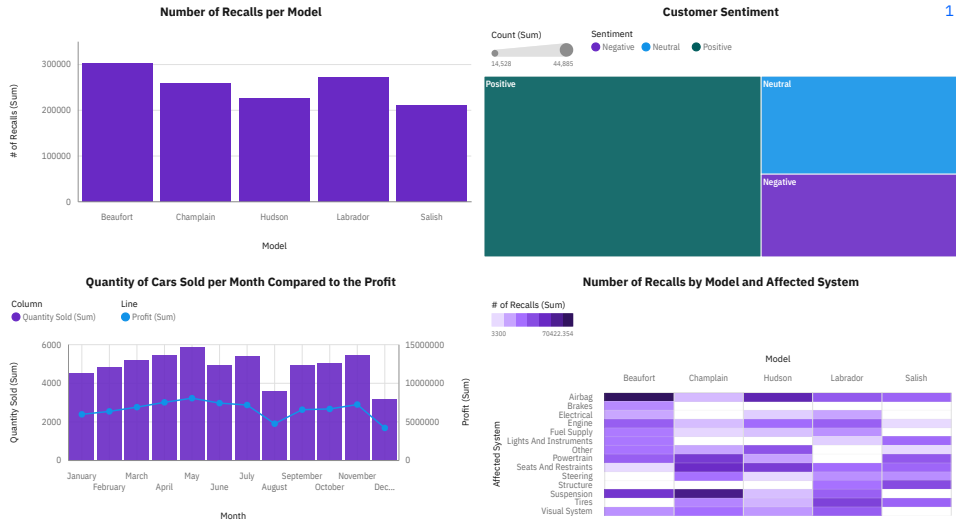 Number of Recalls per Model
# of Recalls (Sum)
300000
200000
100000
0
Beaufort Champlain Hudson Labrador Salish
Model
Customer Sentiment
1
Count (Sum) Sentiment
14,528 44,885 Negative Neutral Positive
Positive
Neutral
Negative
Quantity of Cars Sold per Month Compared to the Profit
Column Line
Quantity Sold (Sum) Profit (Sum)
Quantity Sold (Sum)
6000
4000
2000
0
15000000
10000000
5000000
0
Profit (Sum)
January March May July September November
February April June August October Dec...
Month
Number of Recalls by Model and Affected System
# of Recalls (Sum)
3300 70422.354
Model
Beaufort Champlain Hudson Labrador Salish
Affected System
Airbag
Brakes
Electrical
Engine
Fuel Supply
Lights And Instruments
Other
Powertrain
Seats And Restraints
Steering
Structure
Suspension
Tires
Visual System